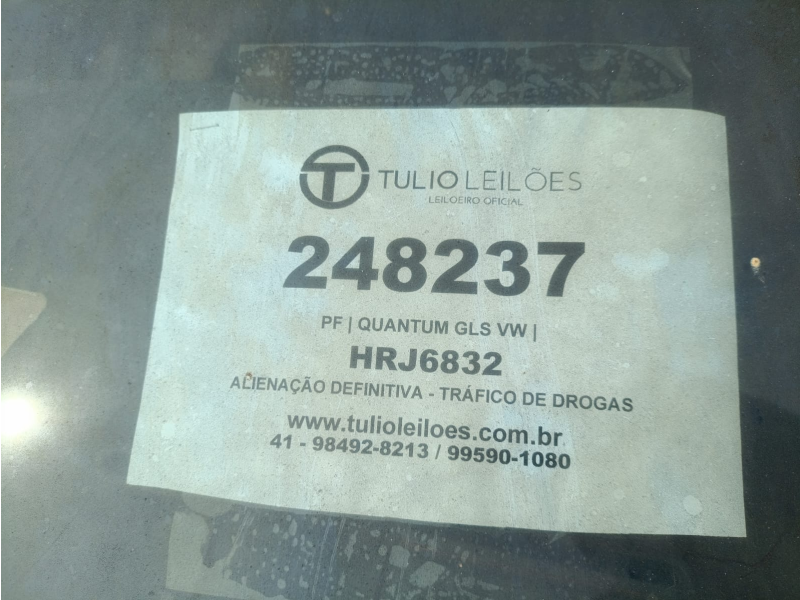 TULIO LEILÕES
LEILOEIRO OFICIAL
248237
PF | QUANTUM GLS VW |
HRJ6832
ALIENAÇÃO DEFINITIVA - TRÁFICO DE DROGAS
www.tulioleiloes.com.br
41 - 98492-8213 / 99590-1080